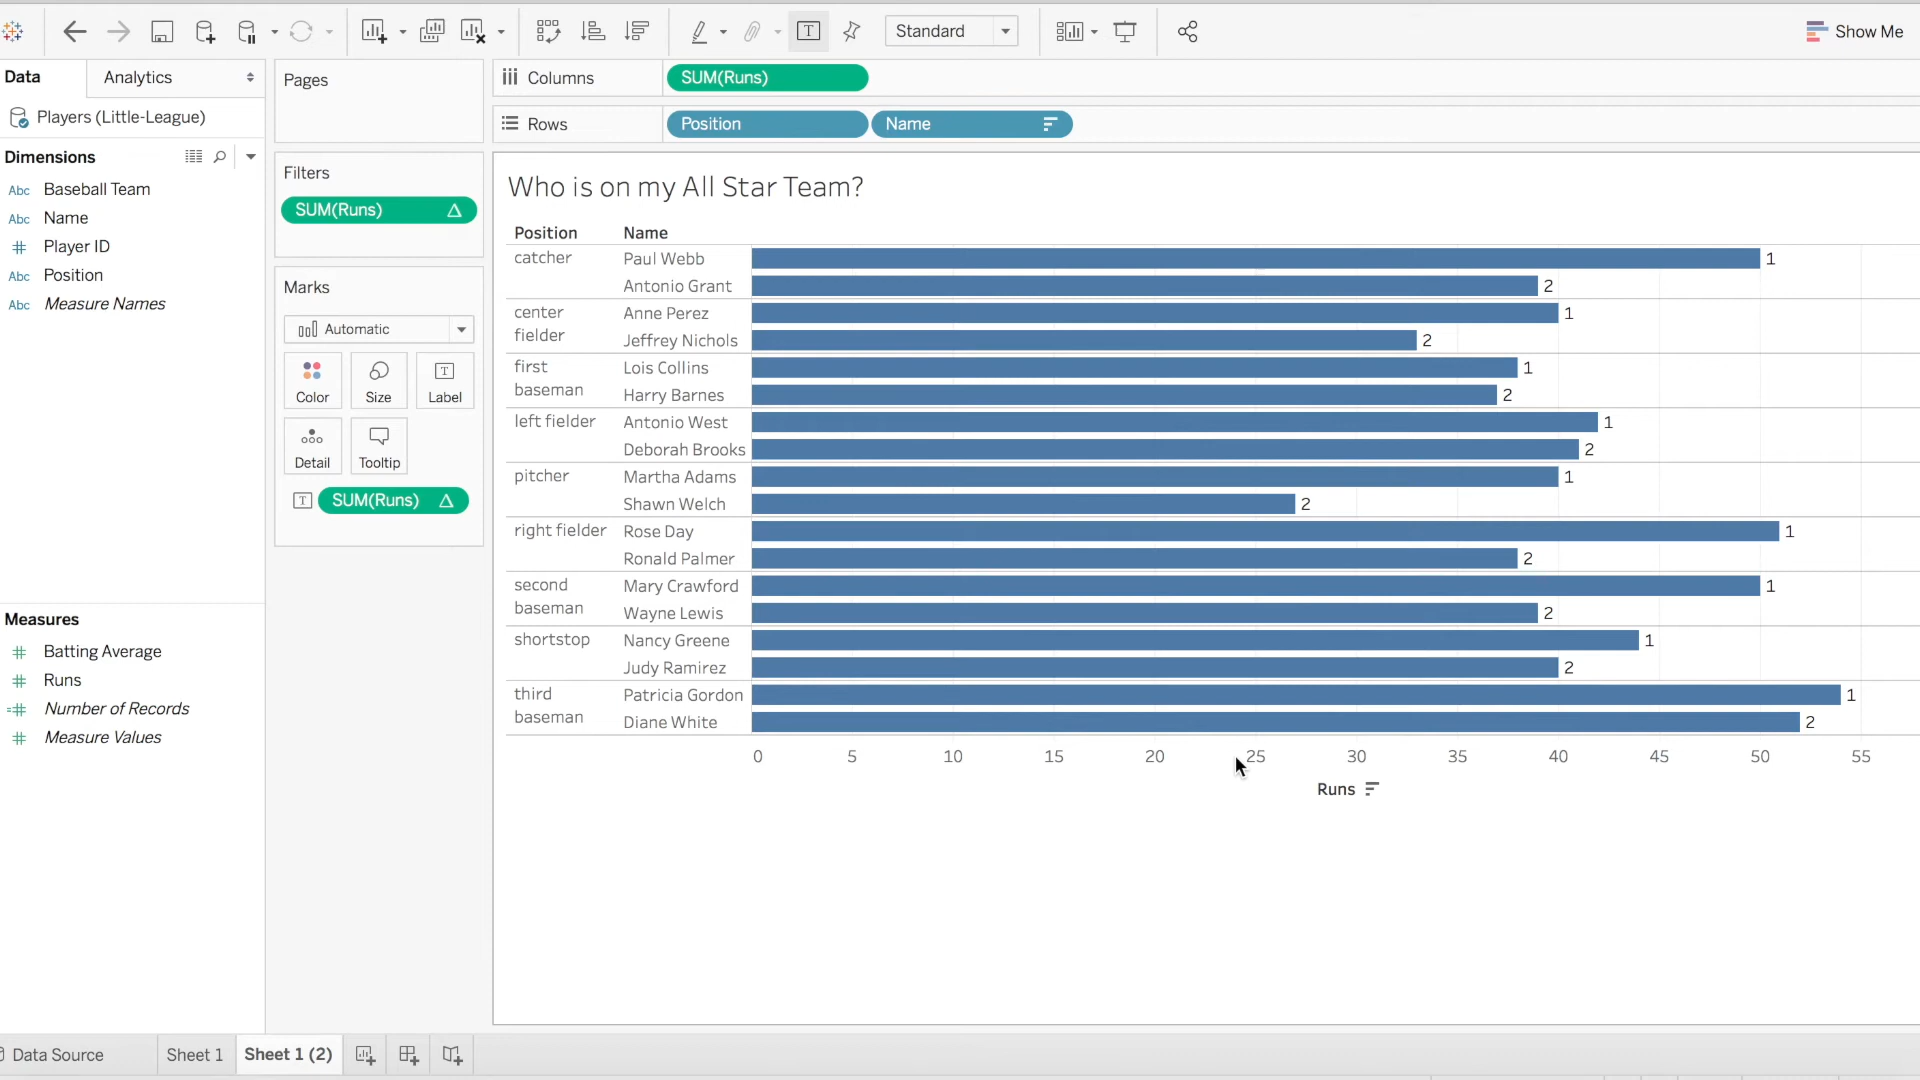 Standard
Show Me
Data
Analytics
Pages
Columns
SUM(Runs)
Players (Little-League)
Rows
Position
Name
Dimensions
Filters
SUM(Runs)
Abc Baseball Team
Abc Name
# Player ID
Abc Position
Abc Measure Names
Marks
Automatic
Color
Size
Label
Detail
Tooltip
SUM(Runs)
Measures
# Batting Average
# Runs
=# Number of Records
# Measure Values
Who is on my All Star Team?
Position Name
catcher Paul Webb 1
Antonio Grant 2
center Anne Perez 1
fielder Jeffrey Nichols 2
first Lois Collins 1
baseman Harry Barnes 2
left fielder Antonio West 1
Deborah Brooks 2
pitcher Martha Adams 1
Shawn Welch 2
right fielder Rose Day 1
Ronald Palmer 2
second Mary Crawford 1
baseman Wayne Lewis 2
shortstop Nancy Greene 1
Judy Ramirez 2
third Patricia Gordon 1
baseman Diane White 2
0 5 10 15 20 25 30 35 40 45 50 55
Runs
Data Source
Sheet 1
Sheet 1 (2)